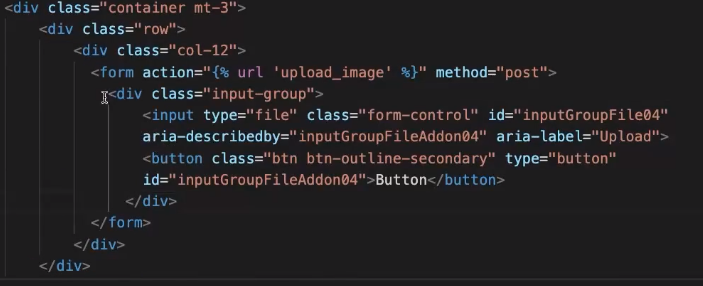 <div class="container mt-3">
<div class="row">
<div class="col-12">
<form action="{% url 'upload_image' %}" method="post">
<div class="input-group">
<input type="file" class="form-control" id="inputGroupFile04"
aria-describedby="inputGroupFileAddon04" aria-label="Upload">
<button class="btn btn-outline-secondary" type="button"
id="inputGroupFileAddon04">Button</button>
</div>
</form>
</div>
</div>